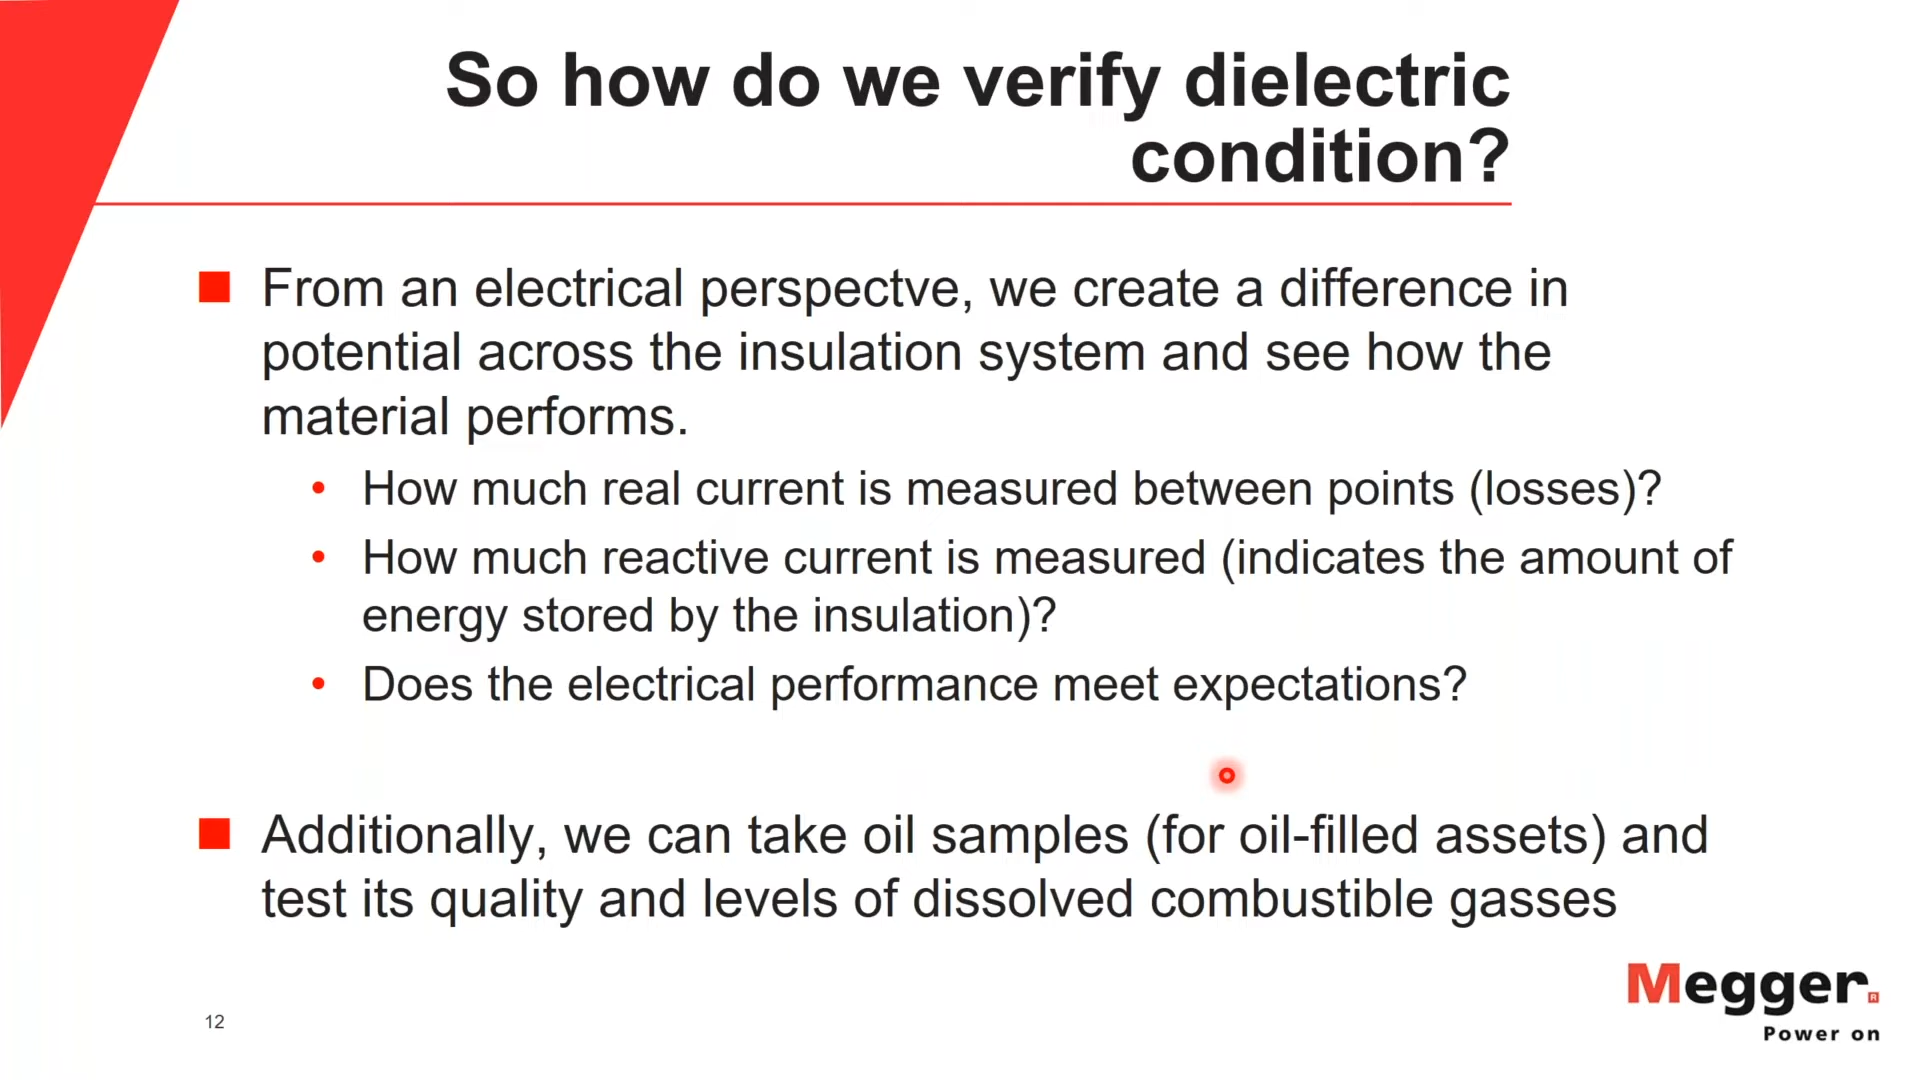 So how do we verify dielectric
condition?
From an electrical perspectve, we create a difference in
potential across the insulation system and see how the
material performs.
• How much real current is measured between points (losses)?
• How much reactive current is measured (indicates the amount of
energy stored by the insulation)?
• Does the electrical performance meet expectations?
Additionally, we can take oil samples (for oil-filled assets) and
test its quality and levels of dissolved combustible gasses
Megger.®
Power on
12